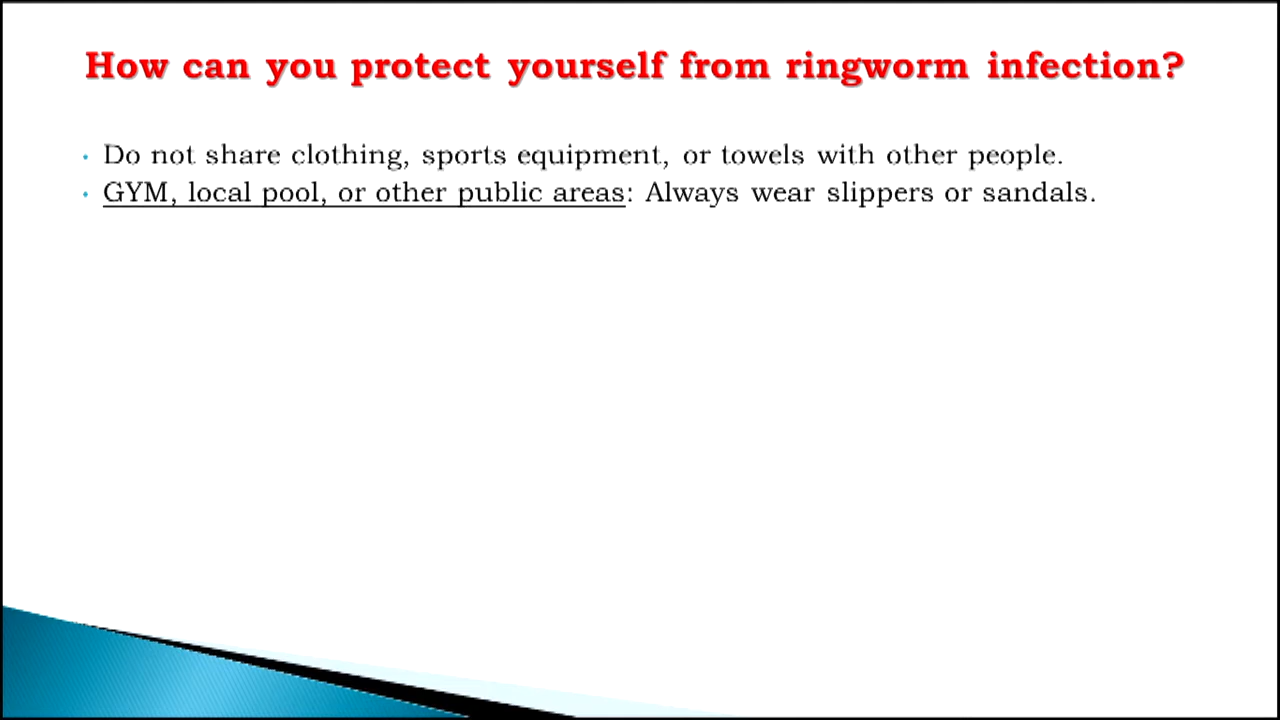 How can you protect yourself from ringworm infection?
• Do not share clothing, sports equipment, or towels with other people.
• GYM, local pool, or other public areas: Always wear slippers or sandals.